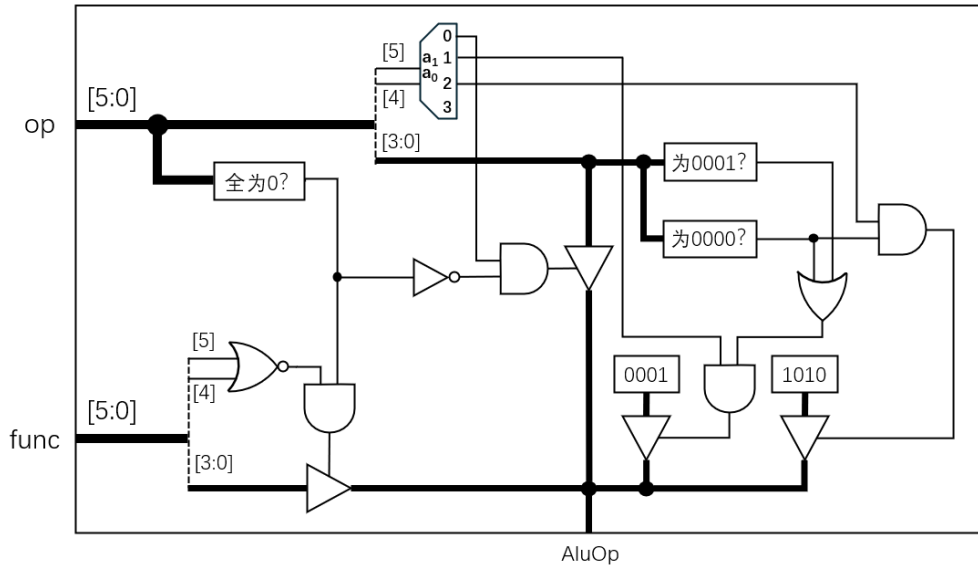 [5]
[4]
a₁
a₀
0
1
2
3
[5:0]
op
[3:0]
全为0?
为0001?
为0000?
[5]
[4]
0001
1010
[5:0]
func
[3:0]
AluOp